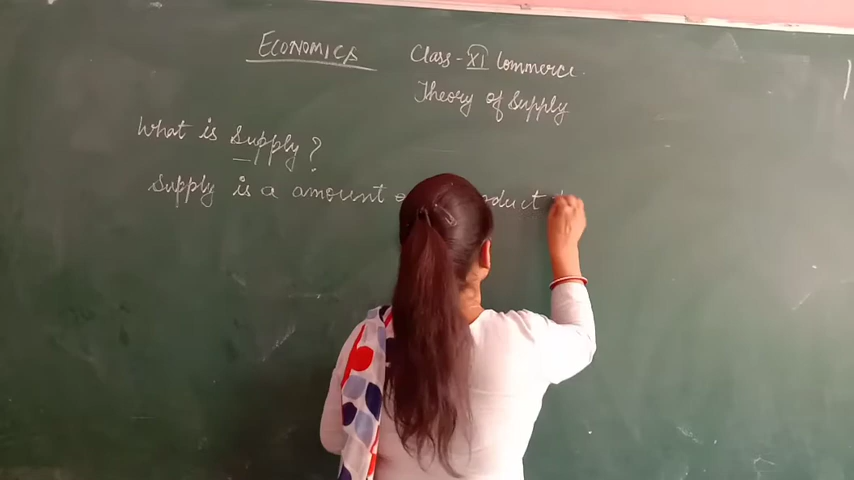 ECONOMICS
Class-XI Commerce.
Theory of Supply
What is Supply?
Supply is a amount